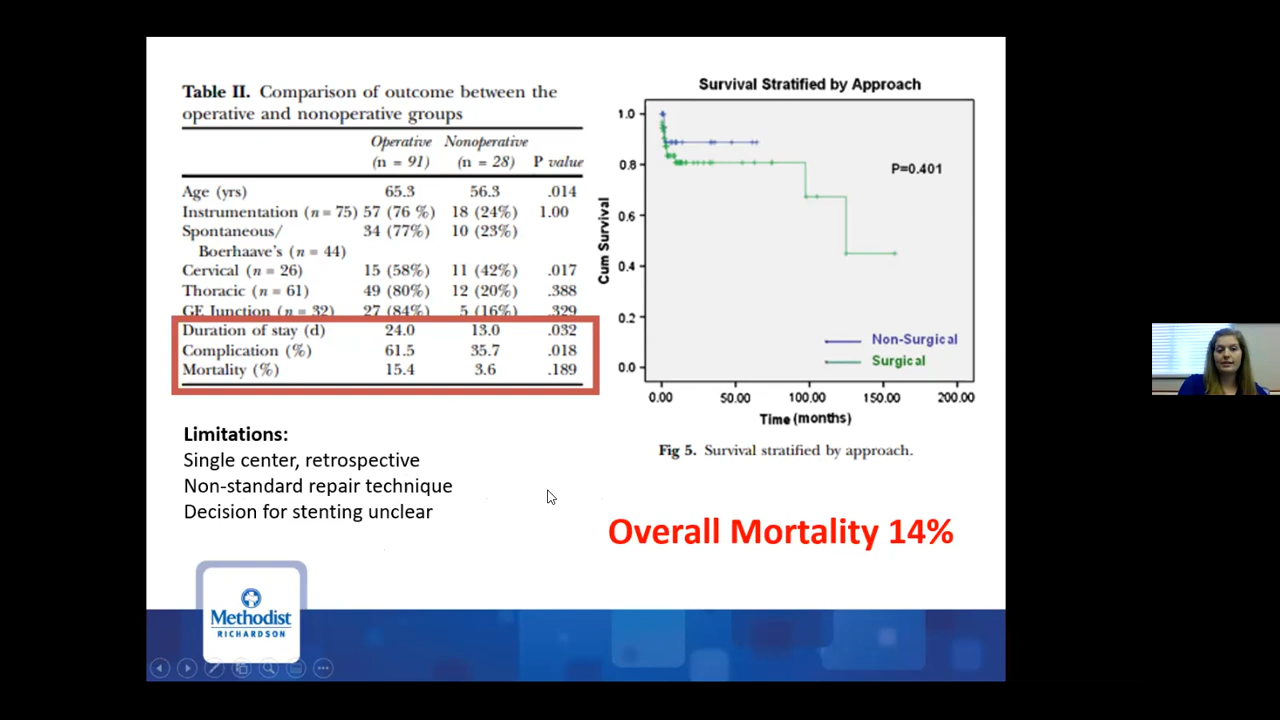 Table II. Comparison of outcome between the
operative and nonoperative groups
Operative Nonoperative
(n = 91) (n = 28) P value
Age (yrs) 65.3 56.3 .014
Instrumentation (n = 75) 57 (76 %) 18 (24%) 1.00
Spontaneous/ 34 (77%) 10 (23%)
Boerhaave's (n = 44)
Cervical (n = 26) 15 (58%) 11 (42%) .017
Thoracic (n = 61) 49 (80%) 12 (20%) .388
GE Junction (n = 32) 27 (84%) 5 (16%) .329
Duration of stay (d) 24.0 13.0 .032
Complication (%) 61.5 35.7 .018
Mortality (%) 15.4 3.6 .189
Survival Stratified by Approach
1.0
0.8
0.6
0.4
0.2
0.0
Cum Survival
P=0.401
Non-Surgical
Surgical
0.00 50.00 100.00 150.00 200.00
Time (months)
Fig 5. Survival stratified by approach.
Limitations:
Single center, retrospective
Non-standard repair technique
Decision for stenting unclear
Overall Mortality 14%
Methodist
RICHARDSON